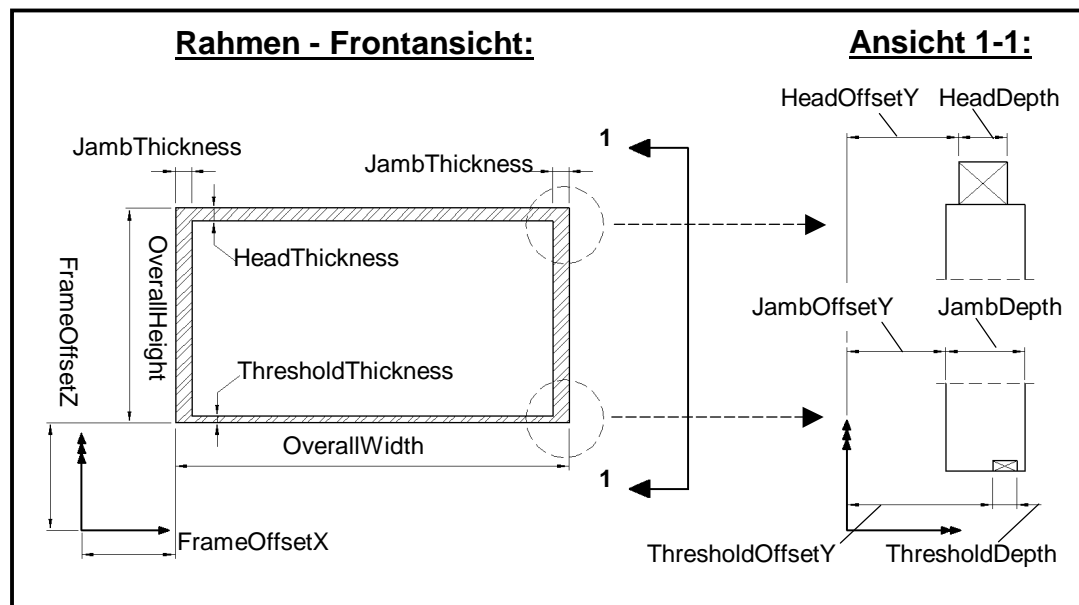 Rahmen - Frontansicht:
Ansicht 1-1:
HeadOffsetY
HeadDepth
JambThickness
JambThickness
1
HeadThickness
OverallHeight
FrameOffsetZ
JambOffsetY
JambDepth
ThresholdThickness
OverallWidth
1
FrameOffsetX
ThresholdOffsetY
ThresholdDepth